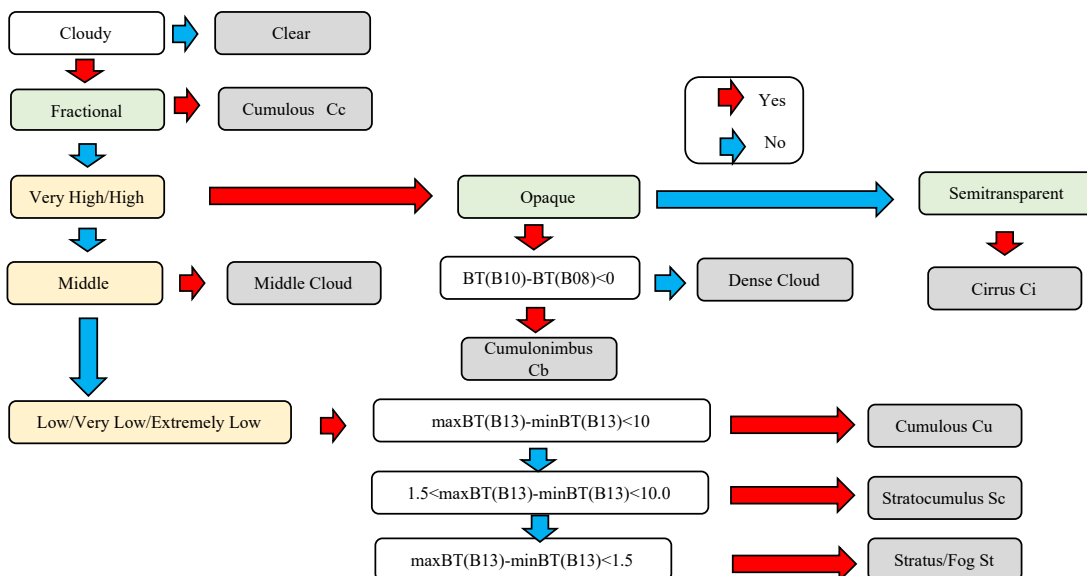 Cloudy
Clear
Fractional
Cumulous Cc
Yes
No
Very High/High
Opaque
Semitransparent
Middle
Middle Cloud
BT(B10)-BT(B08)<0
Dense Cloud
Cirrus Ci
Cumulonimbus
Cb
Low/Very Low/Extremely Low
maxBT(B13)-minBT(B13)<10
Cumulous Cu
1.5<maxBT(B13)-minBT(B13)<10.0
Stratocumulus Sc
maxBT(B13)-minBT(B13)<1.5
Stratus/Fog St